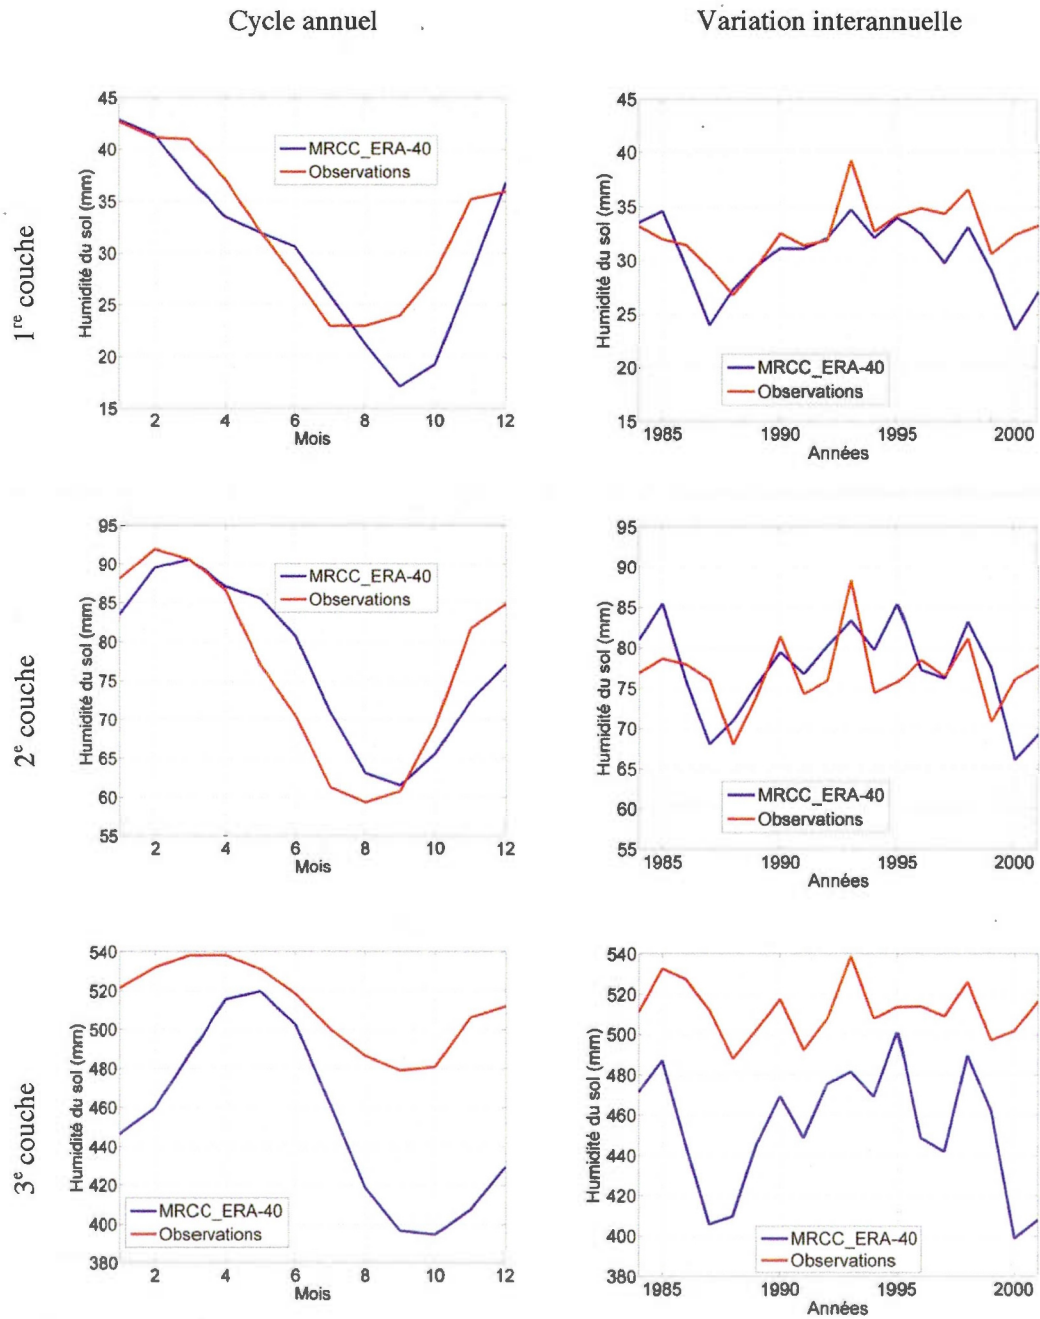 Cycle annuel
Variation interannuelle
1re couche
45
40
35
30
25
20
15
Humidité du sol (mm)
MRCC_ERA-40
Observations
2
4
6
8
10
12
Mois
45
40
35
30
25
20
15
Humidité du sol (mm)
MRCC_ERA-40
Observations
1985
1990
1995
2000
Années
2e couche
95
90
85
80
75
70
65
60
55
Humidité du sol (mm)
MRCC_ERA-40
Observations
2
4
6
8
10
12
Mois
95
90
85
80
75
70
65
60
55
Humidité du sol (mm)
MRCC_ERA-40
Observations
1985
1990
1995
2000
Années
3e couche
540
520
500
480
460
440
420
400
380
Humidité du sol (mm)
MRCC_ERA-40
Observations
2
4
6
8
10
12
Mois
540
520
500
480
460
440
420
400
380
Humidité du sol (mm)
MRCC_ERA-40
Observations
1985
1990
1995
2000
Années